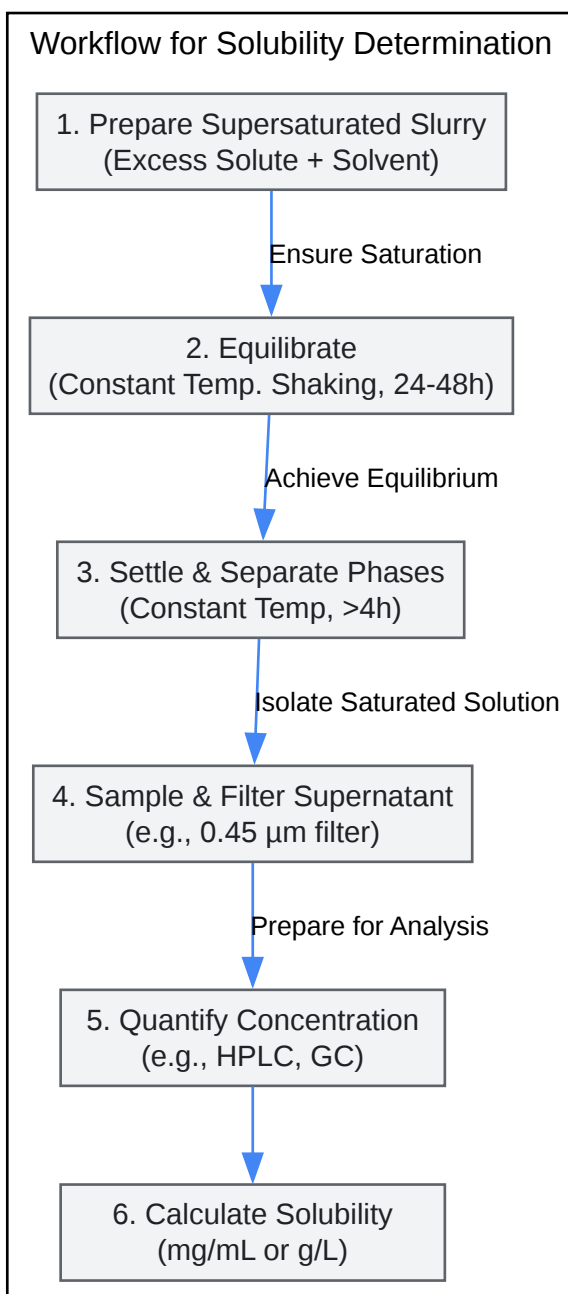 Workflow for Solubility Determination
1. Prepare Supersaturated Slurry
(Excess Solute + Solvent)
Ensure Saturation
2. Equilibrate
(Constant Temp. Shaking, 24-48h)
Achieve Equilibrium
3. Settle & Separate Phases
(Constant Temp, >4h)
Isolate Saturated Solution
4. Sample & Filter Supernatant
(e.g., 0.45 µm filter)
Prepare for Analysis
5. Quantify Concentration
(e.g., HPLC, GC)
6. Calculate Solubility
(mg/mL or g/L)